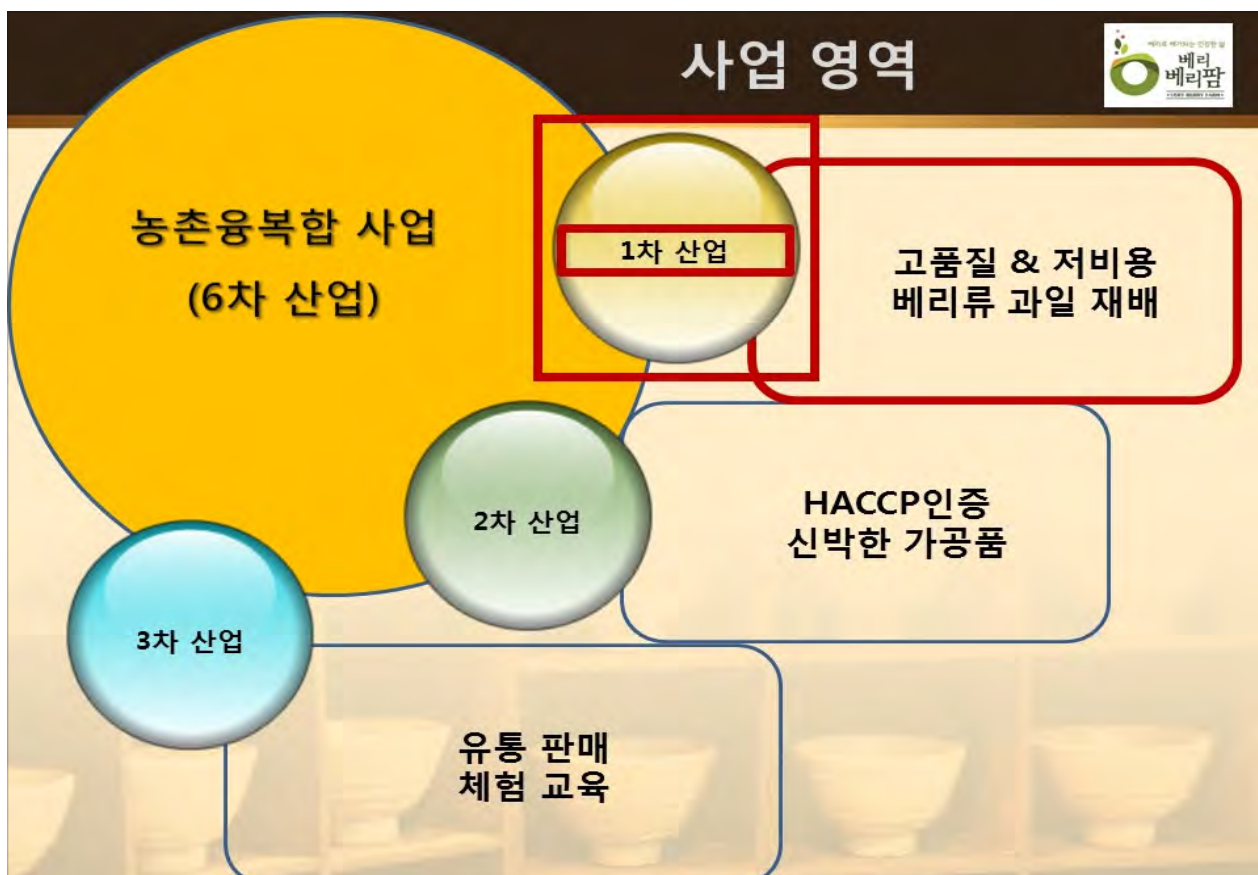 사업 영역
베리
베리팜
농촌융복합 사업
(6차 산업)
1차 산업
고품질 & 저비용
베리류 과일 재배
2차 산업
HACCP인증
신박한 가공품
3차 산업
유통 판매
체험 교육